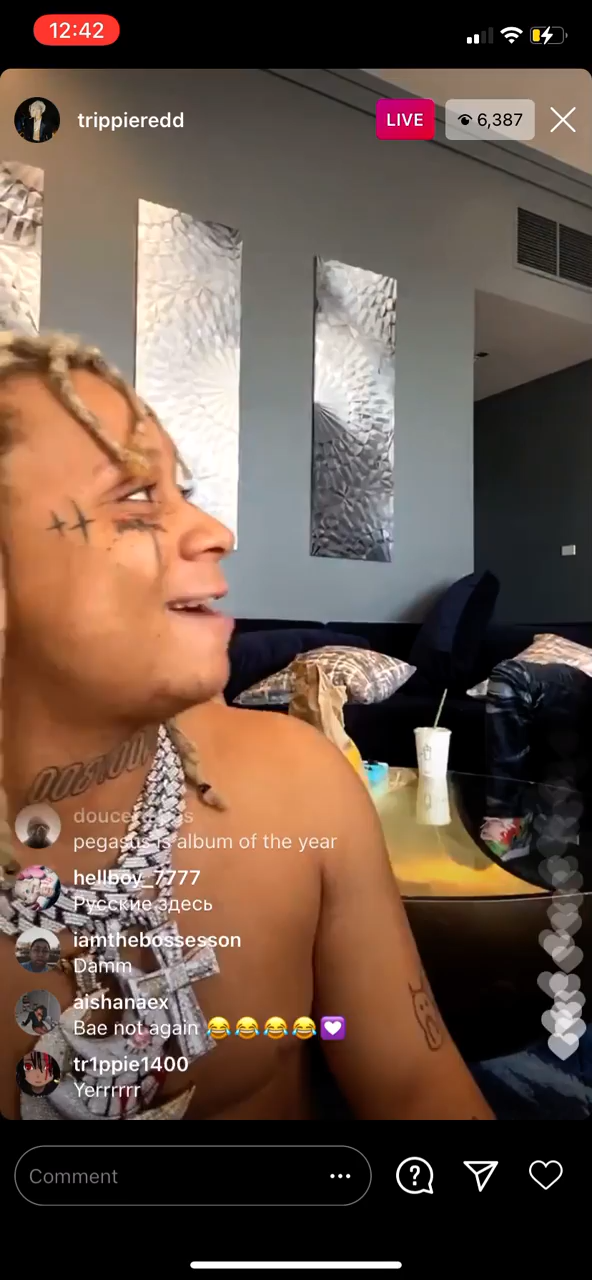 12:42
trippieredd
LIVE
6,387
pegasus is album of the year
hellboy_7777
Русские здесь
iamthebossesson
Damm
aishanaex
Bae not again 😂😂😂😂💜
tr1ppie1400
Yerrrrrr
Comment